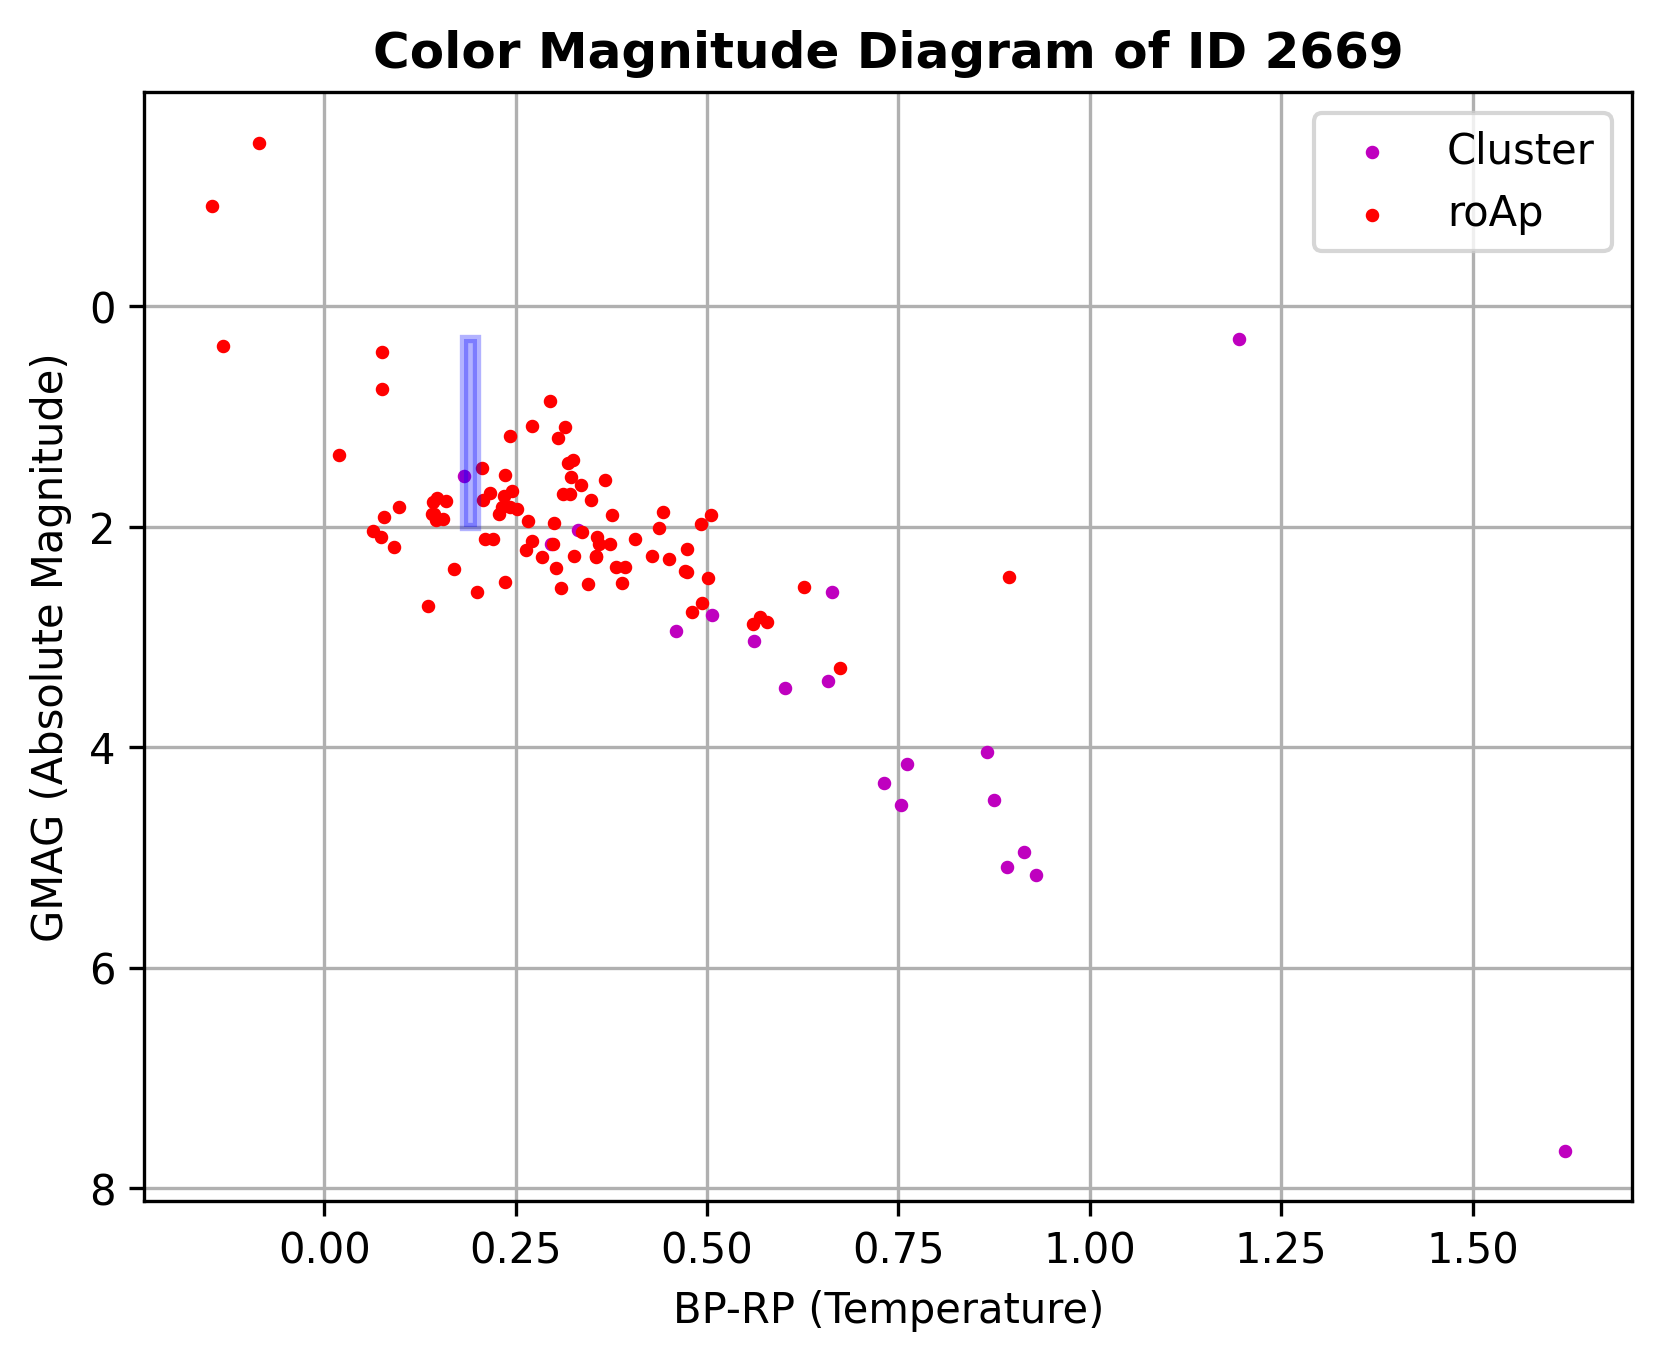 Color Magnitude Diagram of ID 2669
Cluster
roAp
GMAG (Absolute Magnitude)
0
2
4
6
8
0.00 0.25 0.50 0.75 1.00 1.25 1.50
BP-RP (Temperature)